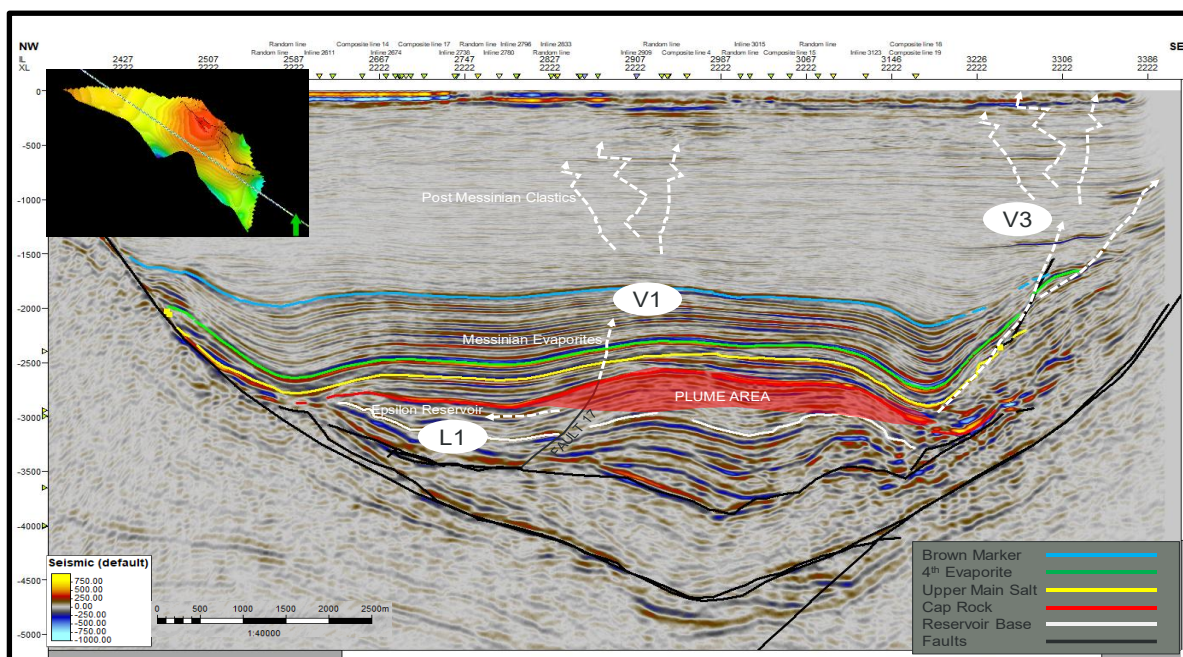 NW
SE
Random line Composite line 14 Composite line 17 Random line Inline 2796 Inline 2833 Random line Inline 3015 Random line Composite line 18
Random line Inline 2611 Inline 2674 Inline 2738 Inline 2780 Random line Inline 2909 Composite line 4 Composite line 15 Inline 3123 Composite line 19
IL 2427 2507 2587 2667 2747 2827 2907 2987 3067 3146 3226 3306 3386
XL 2222 2222 2222 2222 2222 2222 2222 2222 2222 2222 2222 2222 2222
0
-500
-1000
-1500
-2000
-2500
-3000
-3500
-4000
-4500
-5000
Post Messinian Clastics
V3
V1
Messinian Evaporites
PLUME AREA
Epsilon Reservoir
FAULT 17
L1
Seismic (default)
750.00
500.00
250.00
0.00
-250.00
-500.00
-750.00
-1000.00
0 500 1000 1500 2000 2500m
1:40000
Brown Marker
4th Evaporite
Upper Main Salt
Cap Rock
Reservoir Base
Faults